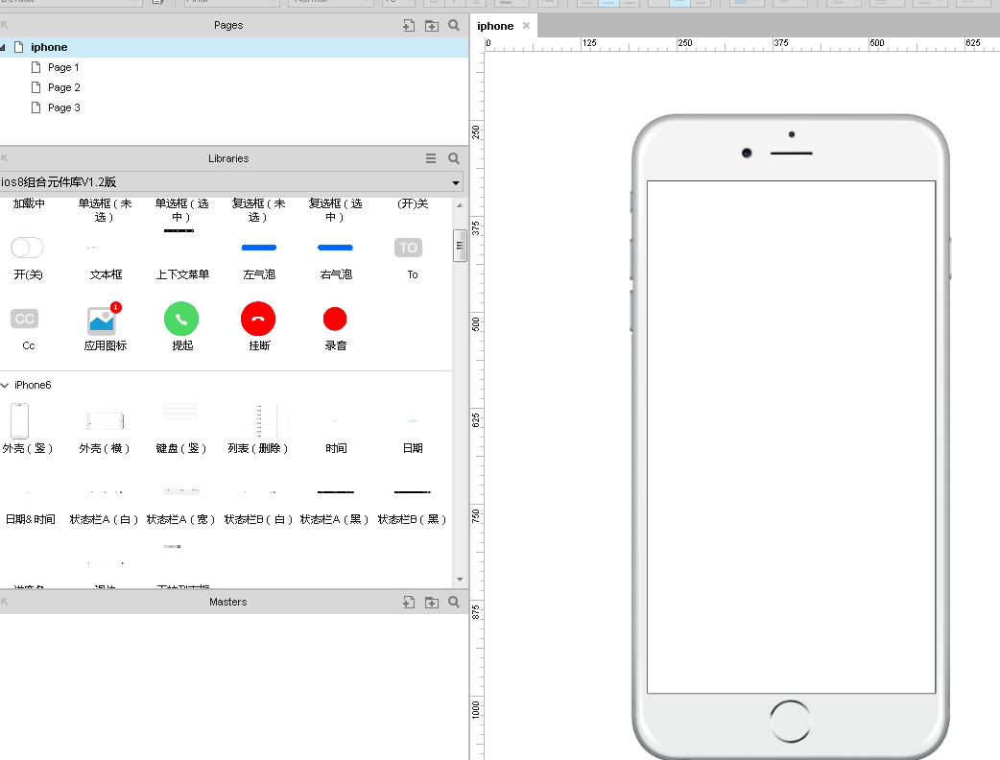 Pages
iphone
Page 1
Page 2
Page 3
Libraries
ios8组合元件库V1.2版
加载中
单选框（未选）
单选框（选中）
复选框（未选）
复选框（选中）
(开)关
TO
开(关)
文本框
上下文菜单
左气泡
右气泡
To
CC
1
Cc
应用图标
提起
挂断
录音
iPhone6
外壳（竖）
外壳（横）
键盘（竖）
列表（删除）
时间
日期
日期&时间
状态栏A（白）
状态栏A（宽）
状态栏B（白）
状态栏A（黑）
状态栏B（黑）
Masters
iphone
0
125
250
375
500
625
250
375
500
625
750
875
1000